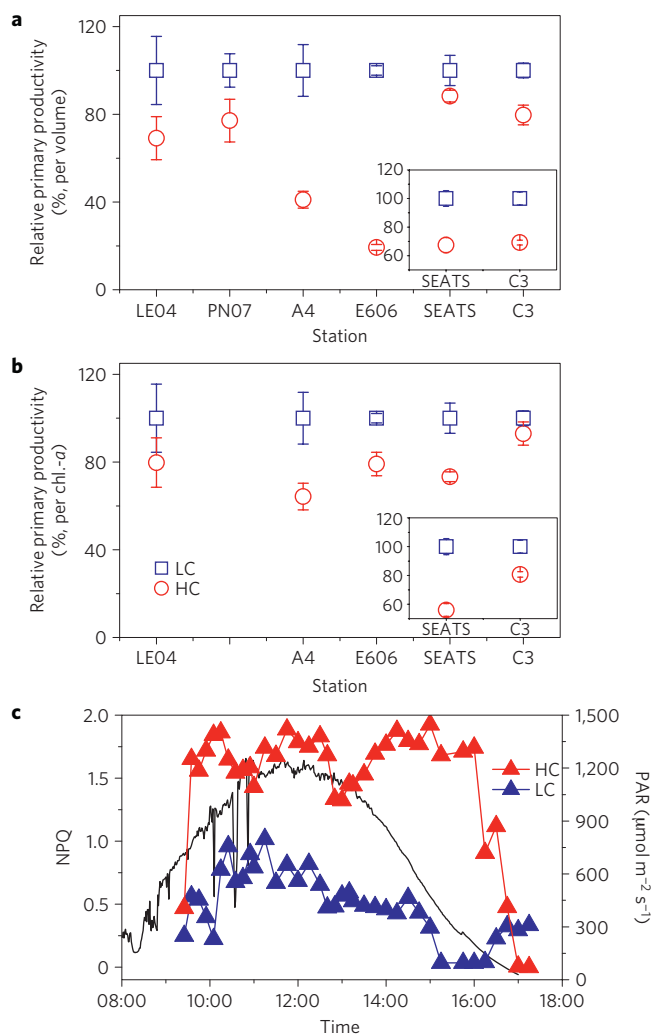 a
Relative primary productivity
(%, per volume)
120
80
40
0
120
100
80
60
SEATS
C3
LE04
PN07
A4
E606
SEATS
C3
Station
b
Relative primary productivity
(%, per chl.-a)
120
80
40
0
LC
HC
120
100
80
60
SEATS
C3
LE04
A4
E606
SEATS
C3
Station
c
NPQ
2.0
1.5
1.0
0.5
0
HC
LC
1,500
1,200
900
600
300
0
PAR (μmol m−2 s−1)
08:00
10:00
12:00
14:00
16:00
18:00
Time